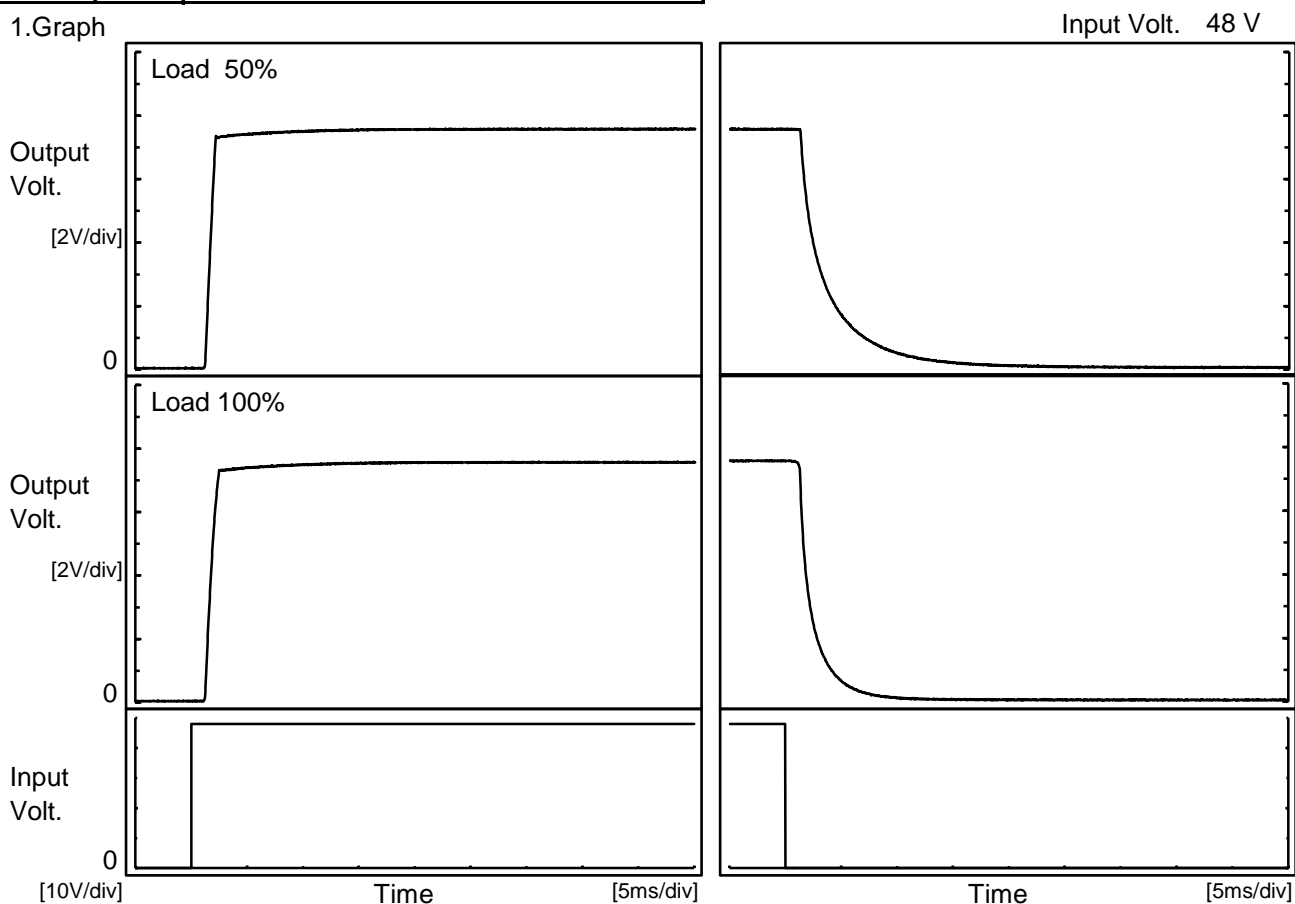 1.Graph
Input Volt. 48 V
Load 50%
Output
Volt.
[2V/div]
0
Load 100%
Output
Volt.
[2V/div]
0
Input
Volt.
0
[10V/div]
Time
[5ms/div]
Time
[5ms/div]